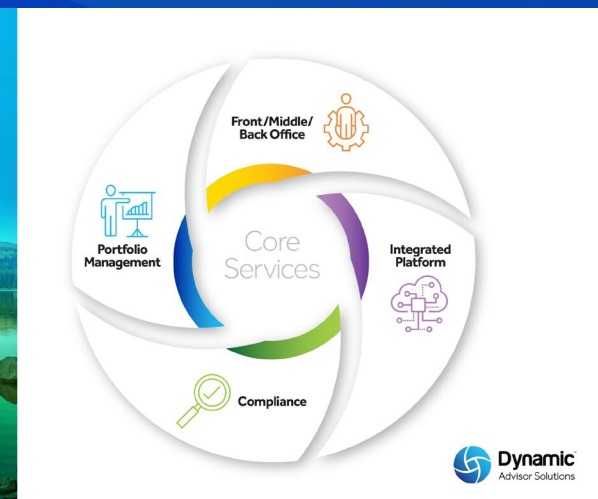 Front/Middle/
Back Office
Core
Services
Portfolio
Management
Integrated
Platform
Compliance
Dynamic
Advisor Solutions